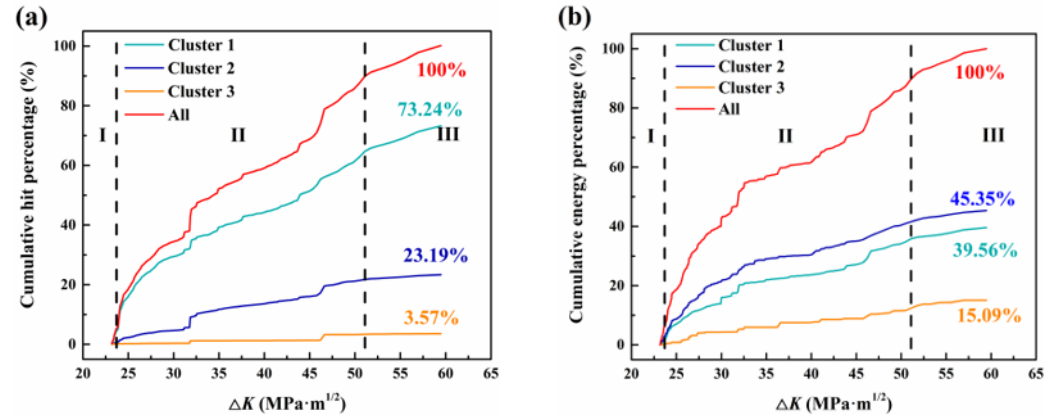 (a)
Cumulative hit percentage (%)
100
80
60
40
20
0
Cluster 1
Cluster 2
Cluster 3
All
100%
73.24%
I
II
III
23.19%
3.57%
20 25 30 35 40 45 50 55 60 65
△K (MPa·m1/2)
(b)
Cumulative energy percentage (%)
100
80
60
40
20
0
Cluster 1
Cluster 2
Cluster 3
All
100%
I
II
III
45.35%
39.56%
15.09%
20 25 30 35 40 45 50 55 60 65
△K (MPa·m1/2)